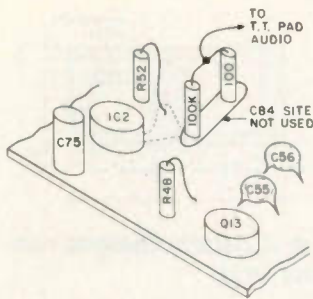 TO
T.T. PAD
AUDIO
R52
100
100K
C84 SITE
NOT USED
IC2
C75
C56
R48
C55
Q13